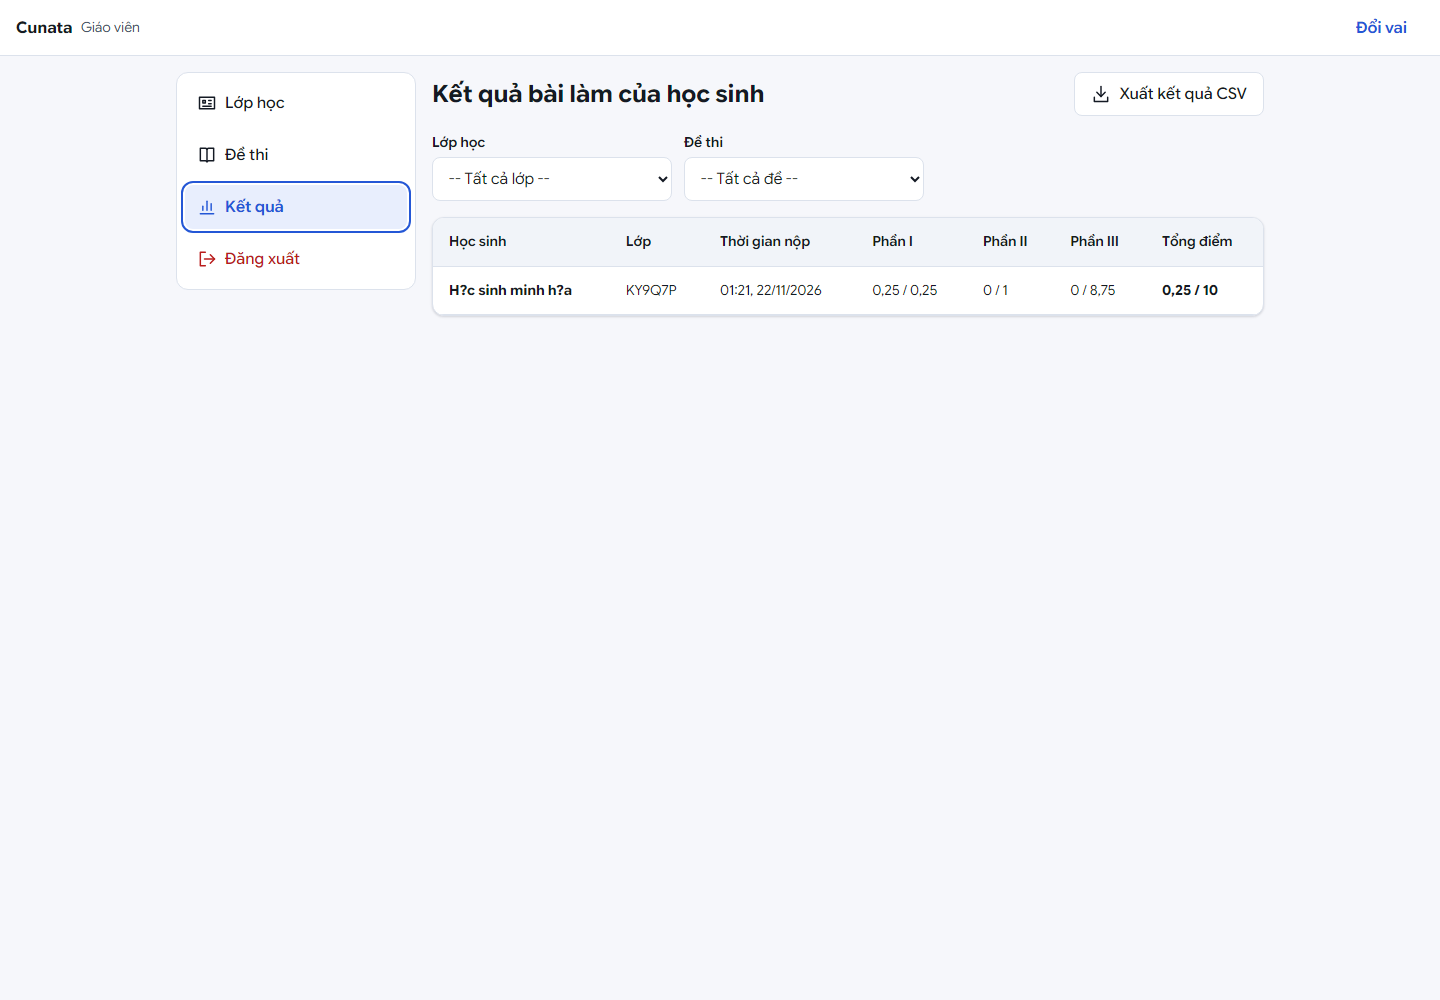 Cunata Giáo viên
Đổi vai
Lớp học
Đề thi
Kết quả
Đăng xuất
Kết quả bài làm của học sinh
Xuất kết quả CSV
Lớp học Đề thi
-- Tất cả lớp -- -- Tất cả đề --
Học sinh Lớp Thời gian nộp Phần I Phần II Phần III Tổng điểm
H?c sinh minh h?a KY9Q7P 01:21, 22/11/2026 0,25 / 0,25 0 / 1 0 / 8,75 0,25 / 10